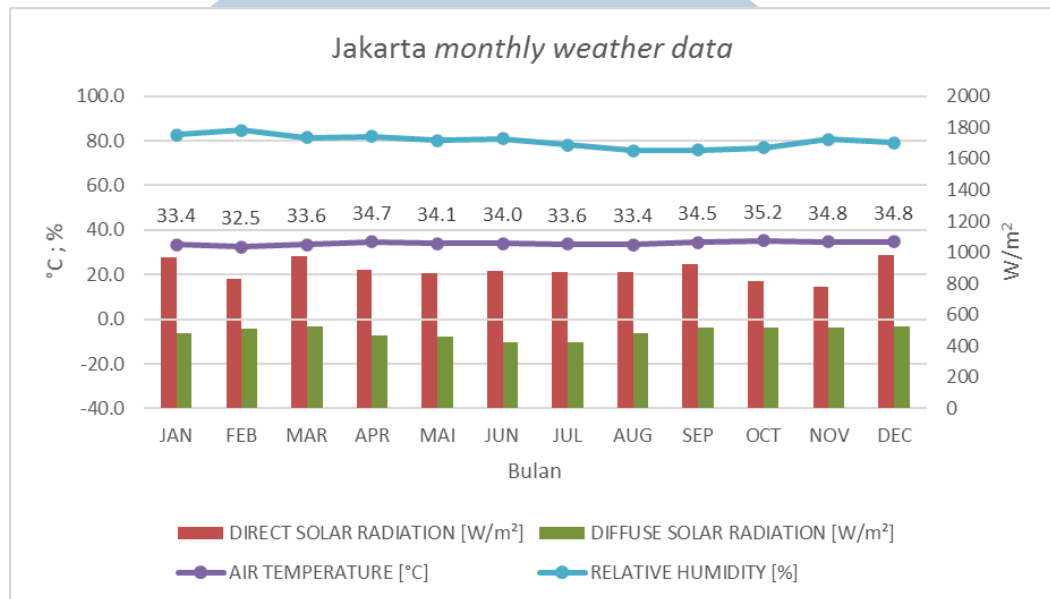 Jakarta monthly weather data
100.0
80.0
60.0
40.0
20.0
0.0
-20.0
-40.0
°C ; %
33.4 32.5 33.6 34.7 34.1 34.0 33.6 33.4 34.5 35.2 34.8 34.8
2000
1800
1600
1400
1200
1000
800
600
400
200
0
W/m²
JAN FEB MAR APR MAI JUN JUL AUG SEP OCT NOV DEC
Bulan
DIRECT SOLAR RADIATION [W/m²] DIFFUSE SOLAR RADIATION [W/m²]
AIR TEMPERATURE [°C] RELATIVE HUMIDITY [%]